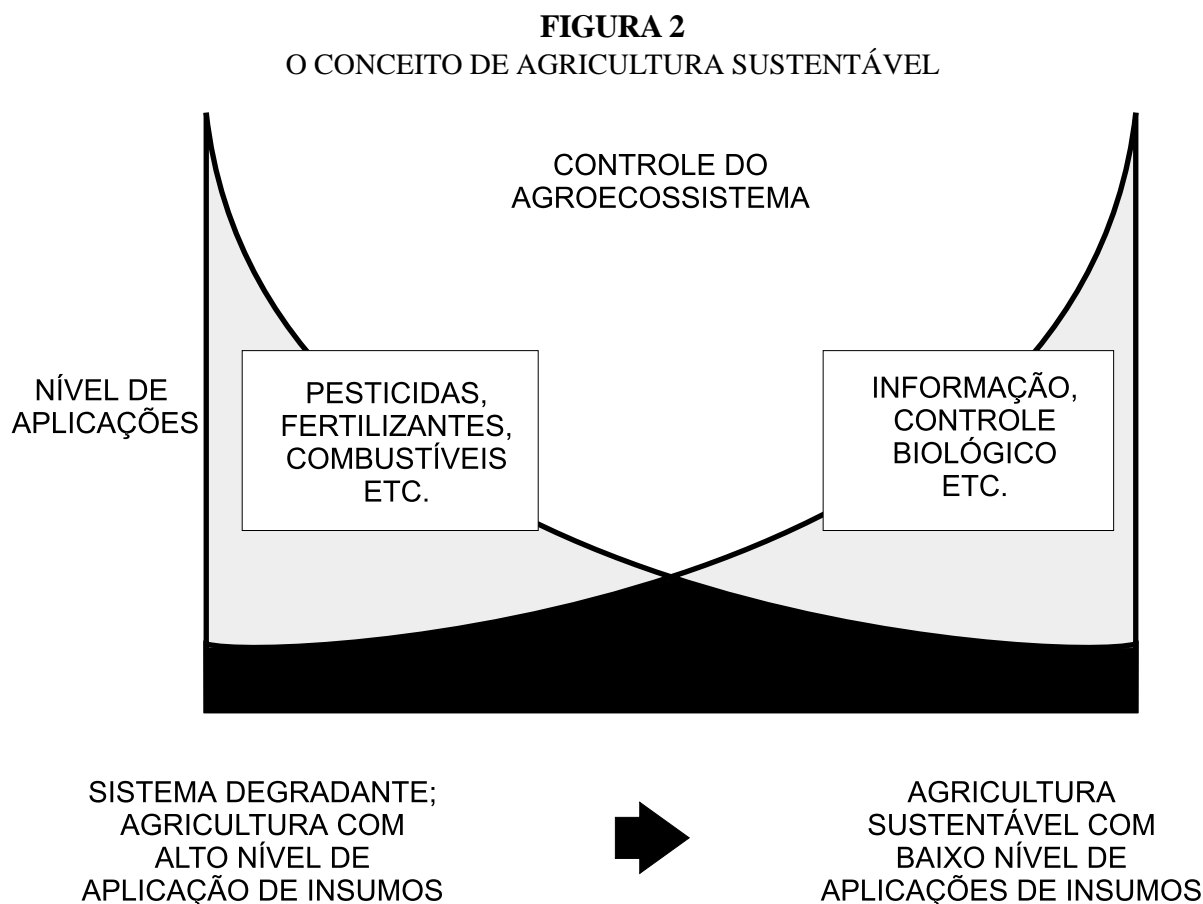 FIGURA 2
O CONCEITO DE AGRICULTURA SUSTENTÁVEL
CONTROLE DO
AGROECOSSISTEMA
NÍVEL DE
APLICAÇÕES
PESTICIDAS,
FERTILIZANTES,
COMBUSTÍVEIS
ETC.
INFORMAÇÃO,
CONTROLE
BIOLÓGICO
ETC.
SISTEMA DEGRADANTE;
AGRICULTURA COM
ALTO NÍVEL DE
APLICAÇÃO DE INSUMOS
AGRICULTURA
SUSTENTÁVEL COM
BAIXO NÍVEL DE
APLICAÇÕES DE INSUMOS